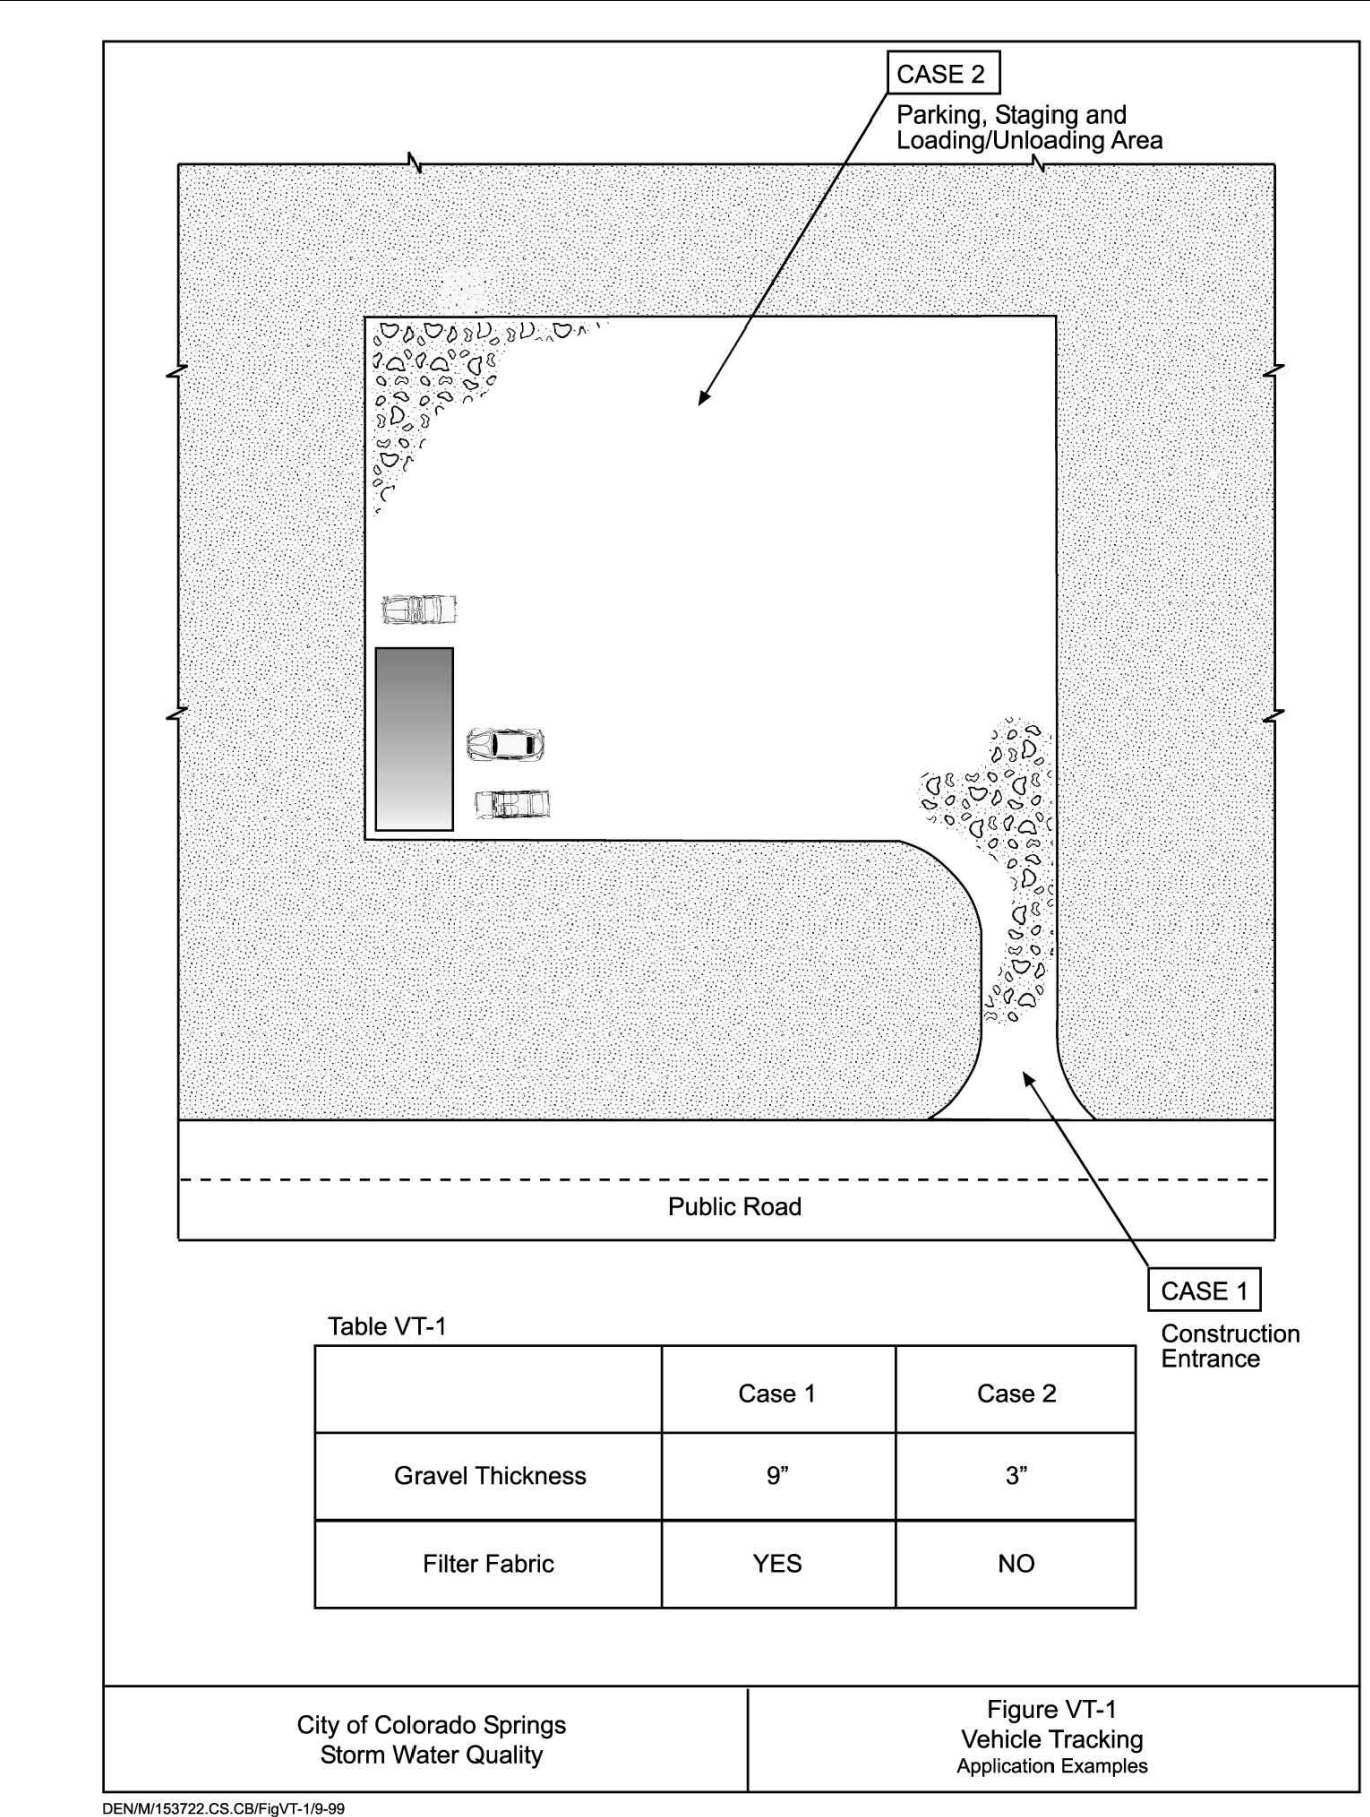 CASE 2
Parking, Staging and
Loading/Unloading Area
Public Road
CASE 1
Construction
Entrance
Table VT-1
Case 1 Case 2
Gravel Thickness 9” 3”
Filter Fabric YES NO
City of Colorado Springs
Storm Water Quality
Figure VT-1
Vehicle Tracking
Application Examples
DEN/M/153722.CS.CB/FigVT-1/9-99